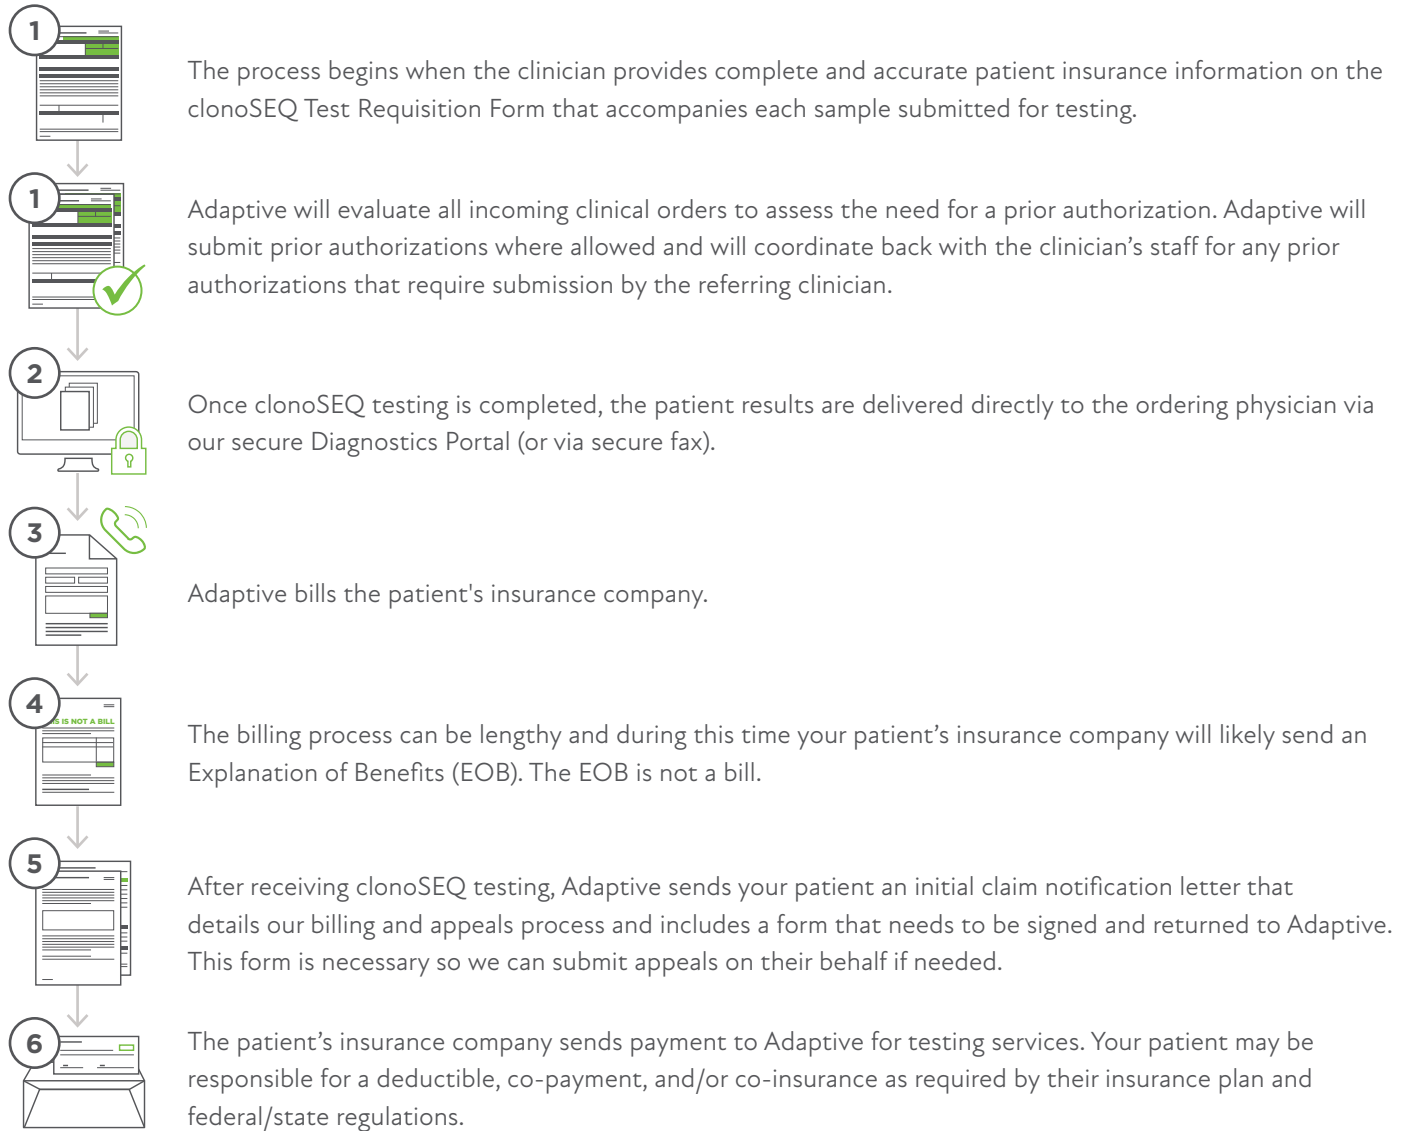 1
The process begins when the clinician provides complete and accurate patient insurance information on the
clonoSEQ Test Requisition Form that accompanies each sample submitted for testing.
1
Adaptive will evaluate all incoming clinical orders to assess the need for a prior authorization. Adaptive will
submit prior authorizations where allowed and will coordinate back with the clinician’s staff for any prior
authorizations that require submission by the referring clinician.
2
Once clonoSEQ testing is completed, the patient results are delivered directly to the ordering physician via
our secure Diagnostics Portal (or via secure fax).
3
Adaptive bills the patient's insurance company.
4
IS IS NOT A BILL
The billing process can be lengthy and during this time your patient’s insurance company will likely send an
Explanation of Benefits (EOB). The EOB is not a bill.
5
After receiving clonoSEQ testing, Adaptive sends your patient an initial claim notification letter that
details our billing and appeals process and includes a form that needs to be signed and returned to Adaptive.
This form is necessary so we can submit appeals on their behalf if needed.
6
The patient’s insurance company sends payment to Adaptive for testing services. Your patient may be
responsible for a deductible, co-payment, and/or co-insurance as required by their insurance plan and
federal/state regulations.